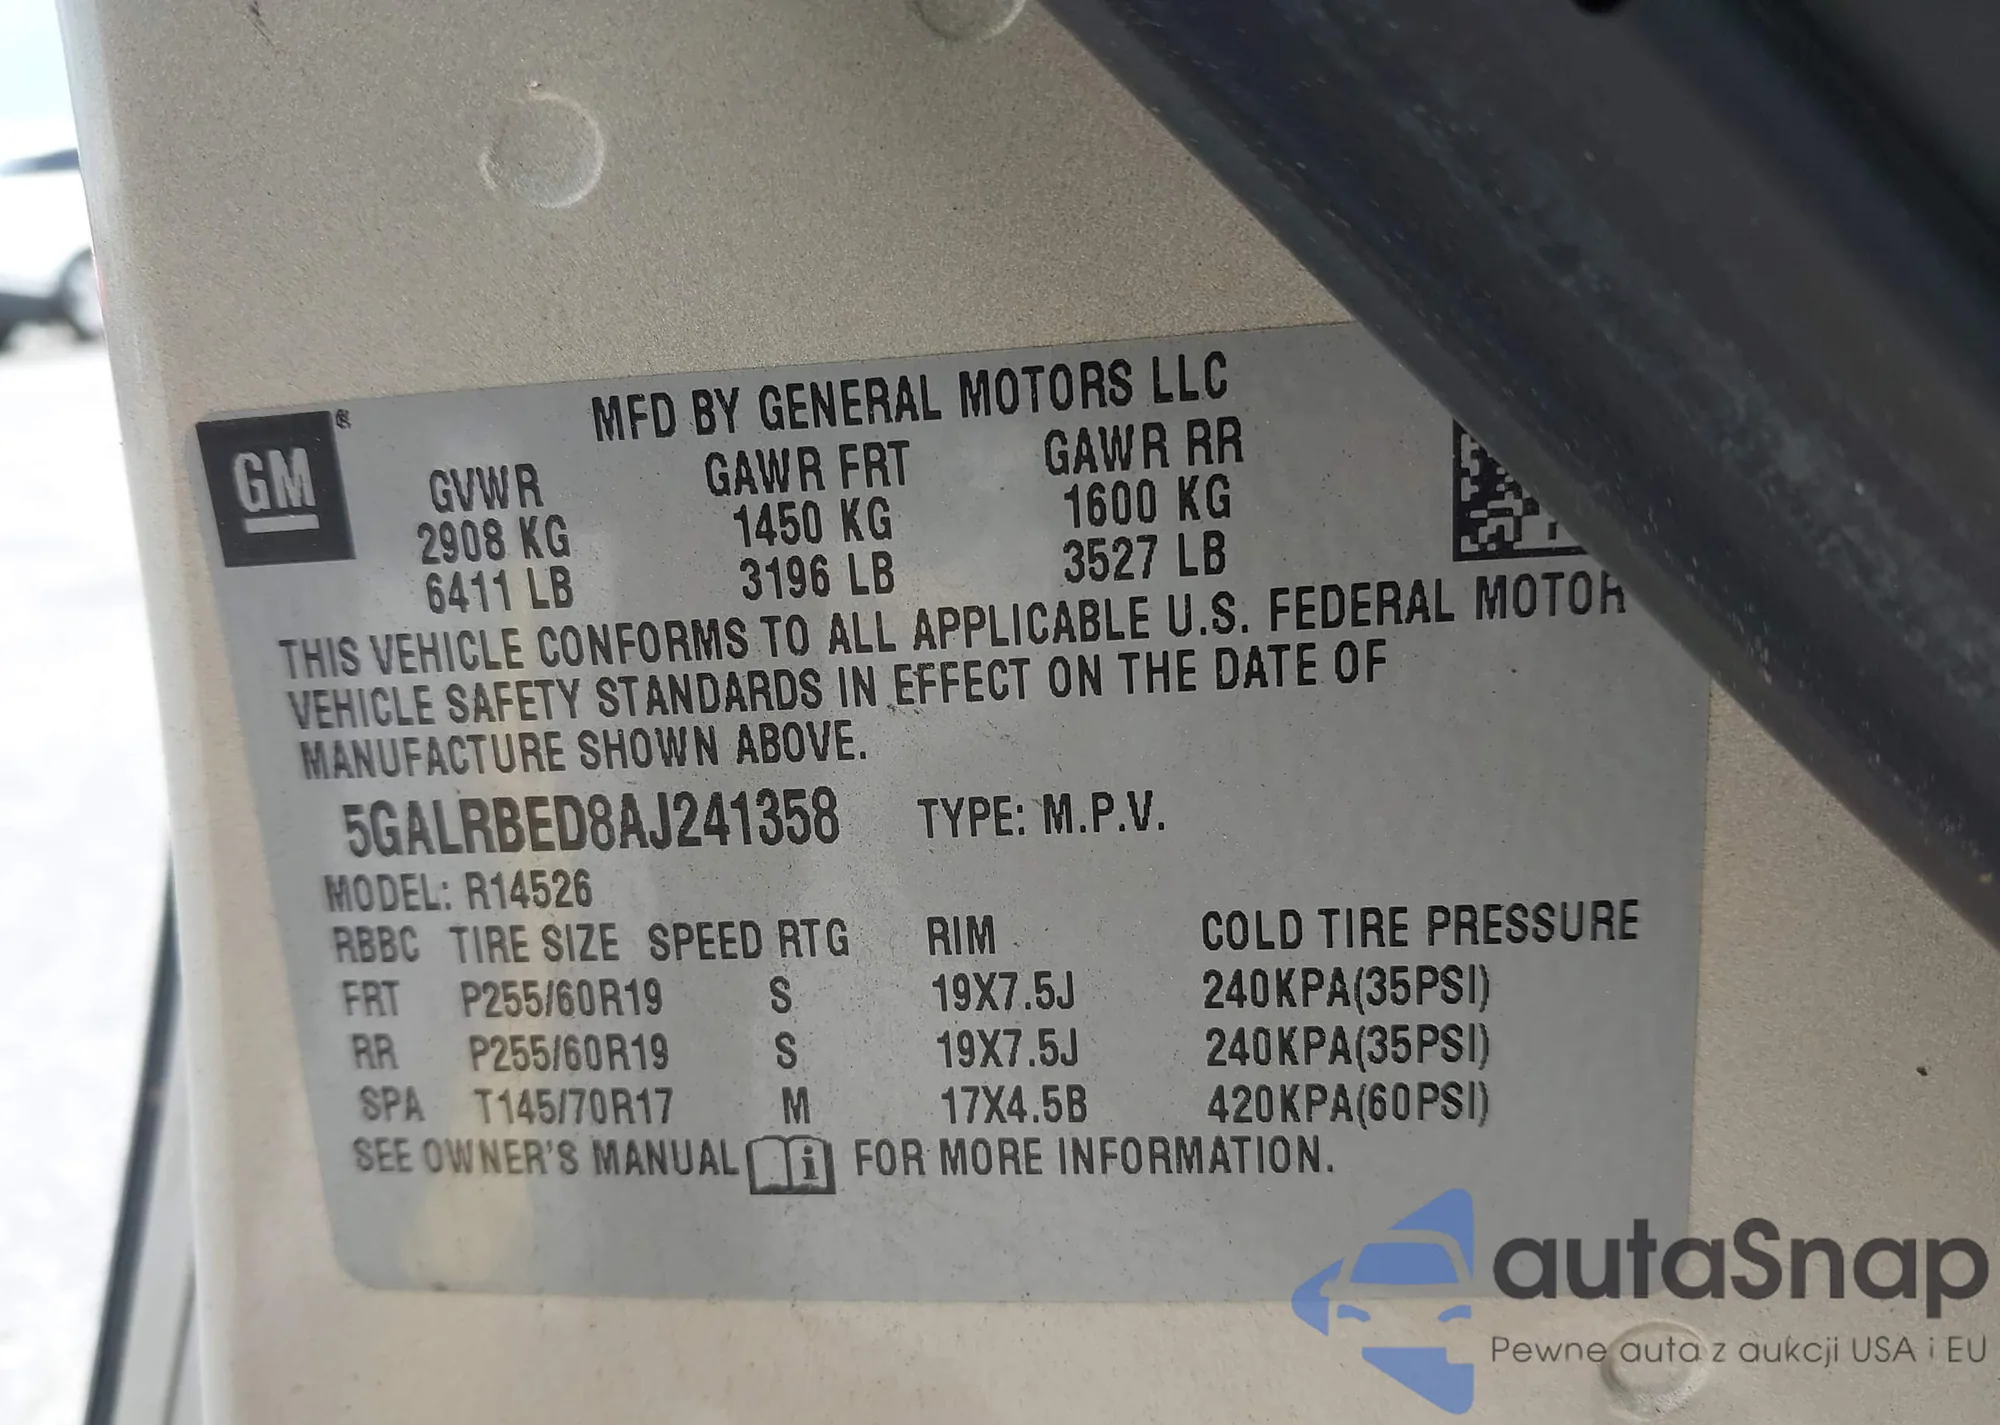 MFD BY GENERAL MOTORS LLC
GM ®
GVWR GAWR FRT GAWR RR
2908 KG 1450 KG 1600 KG
6411 LB 3196 LB 3527 LB
THIS VEHICLE CONFORMS TO ALL APPLICABLE U.S. FEDERAL MOTOR
VEHICLE SAFETY STANDARDS IN EFFECT ON THE DATE OF
MANUFACTURE SHOWN ABOVE.
5GALRBED8AJ241358 TYPE: M.P.V.
MODEL: R14526
RBBC TIRE SIZE SPEED RTG RIM COLD TIRE PRESSURE
FRT P255/60R19 S 19X7.5J 240KPA(35PSI)
RR P255/60R19 S 19X7.5J 240KPA(35PSI)
SPA T145/70R17 M 17X4.5B 420KPA(60PSI)
SEE OWNER'S MANUAL i FOR MORE INFORMATION.
autaSnap
Pewne auta z aukcji USA i EU